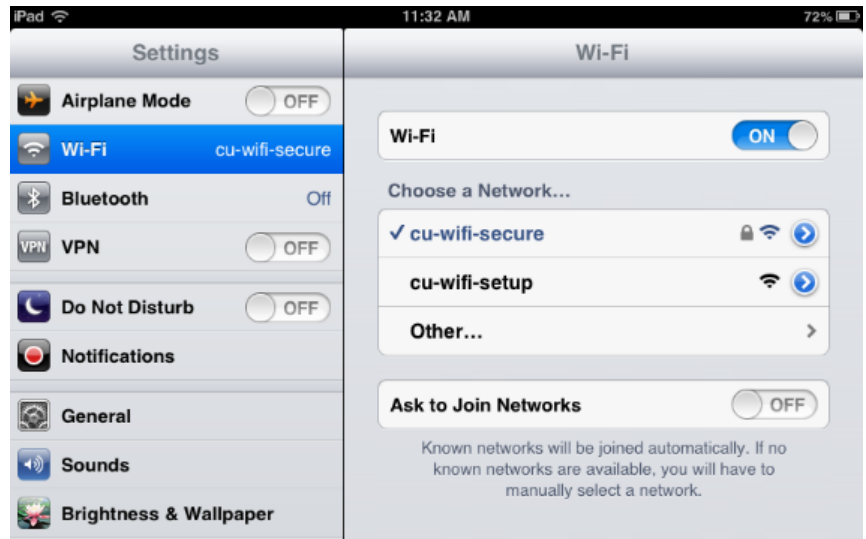 iPad 11:32 AM 72%
Settings
Airplane Mode OFF
Wi-Fi cu-wifi-secure
Bluetooth Off
VPN VPN OFF
Do Not Disturb OFF
Notifications
General
Sounds
Brightness & Wallpaper
Wi-Fi
Wi-Fi ON
Choose a Network...
✓ cu-wifi-secure
cu-wifi-setup
Other...
Ask to Join Networks OFF
Known networks will be joined automatically. If no
known networks are available, you will have to
manually select a network.